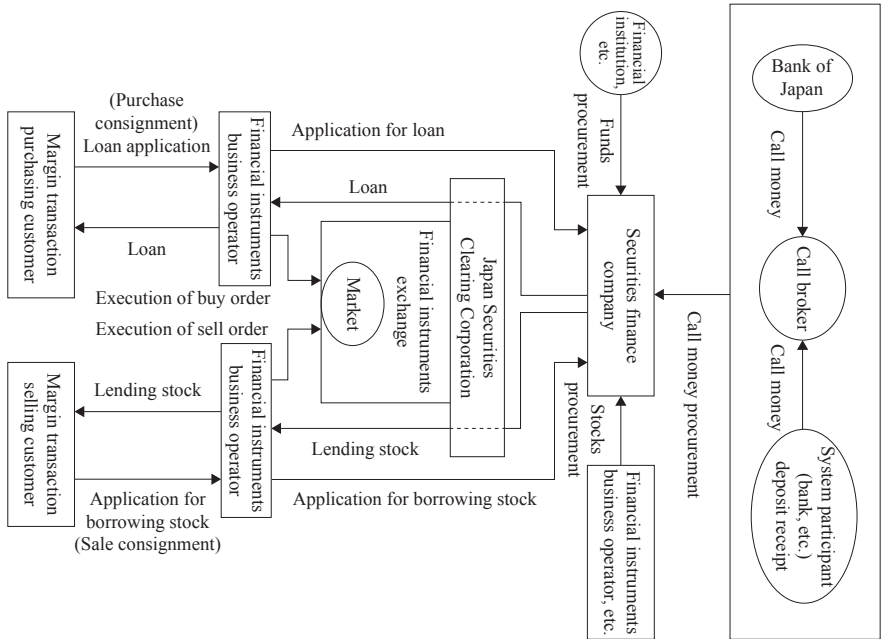 (Purchase
consignment)
Loan application
Margin transaction
purchasing customer
Loan
Financial instruments
business operator
Application for loan
Loan
Execution of buy order
Execution of sell order
Market
Financial instruments
exchange
Japan Securities
Clearing Corporation
Margin transaction
selling customer
Lending stock
Application for
borrowing stock
(Sale consignment)
Financial instruments
business operator
Lending stock
Application for borrowing stock
Financial
institution,
etc.
Funds
procurement
Securities finance
company
Stocks
procurement
Financial instruments
business operator, etc.
Call money procurement
Bank of
Japan
Call money
Call broker
Call money
System participant
(bank, etc.)
deposit receipt